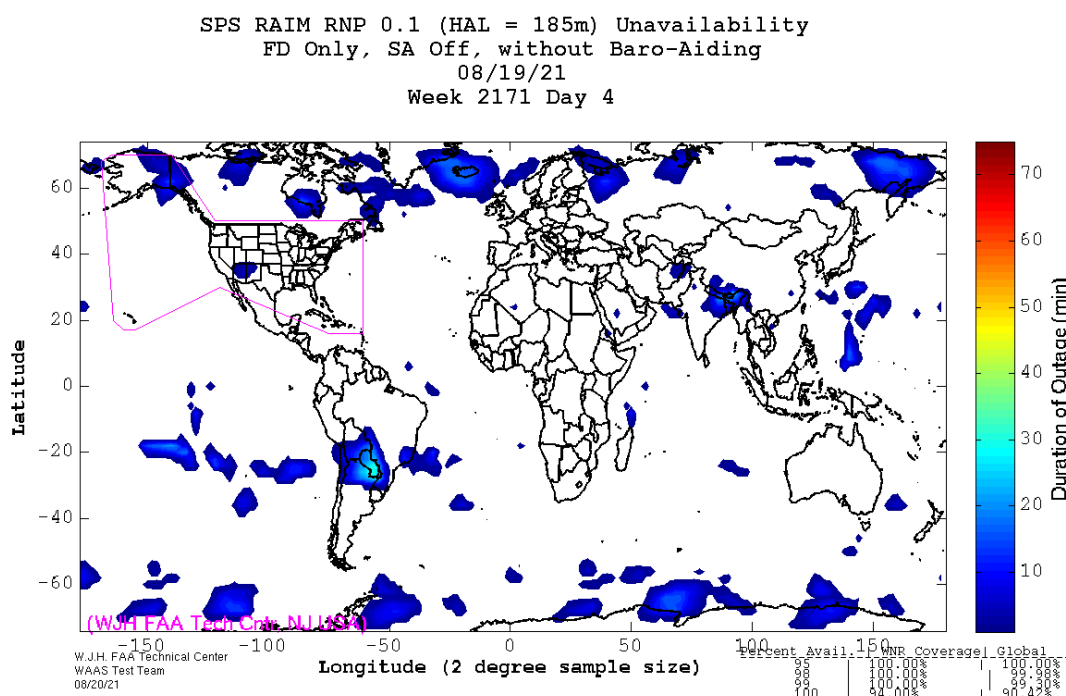 SPS RAIM RNP 0.1 (HAL = 185m) Unavailability
FD Only, SA Off, without Baro-Aiding
08/19/21
Week 2171 Day 4
60
40
20
0
-20
-40
-60
Latitude
-150
-100
-50
0
50
100
150
Longitude (2 degree sample size)
70
60
50
40
30
20
10
Duration of Outage (min)
(WJH FAA Tech Cntr, NJ USA)
W.J.H. FAA Technical Center
WAAS Test Team
08/20/21
Percent Avail. | WNR Coverage| Global
95 | 100.00% | 100.00%
98 | 100.00% | 99.98%
99 | 100.00% | 99.30%
100 | 94.00% | 90.42%